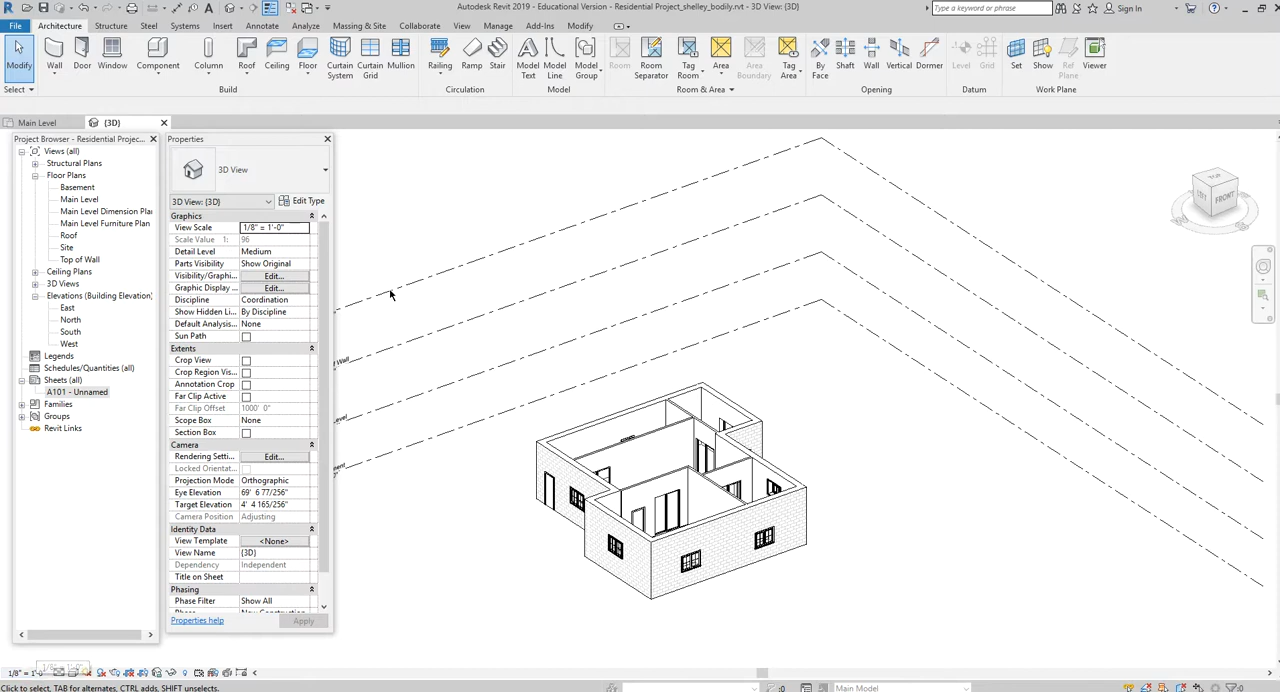 Autodesk Revit 2019 - Educational Version - Residential Project_shelley_bodily.rvt - 3D View: {3D}
Type a keyword or phrase
Sign In
File
Architecture
Structure
Steel
Systems
Insert
Annotate
Analyze
Massing & Site
Collaborate
View
Manage
Add-Ins
Modify
Modify
Wall
Door
Window
Component
Column
Roof
Ceiling
Floor
Curtain System
Curtain Grid
Mullion
Railing
Ramp
Stair
Model Text
Model Line
Model Group
Room
Room Separator
Tag Room
Area
Area Boundary
Tag Area
By Face
Shaft
Wall
Vertical
Dormer
Level
Grid
Set
Show
Ref Plane
Viewer
Select
Build
Circulation
Model
Room & Area
Opening
Datum
Work Plane
Main Level
{3D}
Project Browser - Residential Projec...
Views (all)
Structural Plans
Floor Plans
Basement
Main Level
Main Level Dimension Plan
Main Level Furniture Plan
Roof
Site
Top of Wall
Ceiling Plans
3D Views
Elevations (Building Elevation)
East
North
South
West
Legends
Schedules/Quantities (all)
Sheets (all)
A101 - Unnamed
Families
Groups
Revit Links
Properties
3D View
3D View: {3D}
Edit Type
Graphics
View Scale 1/8" = 1'-0"
Scale Value 1: 96
Detail Level Medium
Parts Visibility Show Original
Visibility/Graphi... Edit...
Graphic Display ... Edit...
Discipline Coordination
Show Hidden Li... By Discipline
Default Analysis... None
Sun Path
Extents
Crop View
Crop Region Vis...
Annotation Crop
Far Clip Active
Far Clip Offset 1000' 0"
Scope Box None
Section Box
Camera
Rendering Setti... Edit...
Locked Orientat...
Projection Mode Orthographic
Eye Elevation 69' 6 77/256"
Target Elevation 4' 4 165/256"
Camera Position Adjusting
Identity Data
View Template <None>
View Name {3D}
Dependency Independent
Title on Sheet
Phasing
Phase Filter Show All
Properties help
Apply
Wall
TOP
FRONT
1/8" = 1'-0"
Select, TAB for alternates, CTRL adds, SHIFT unselects.
:0
Main Model
:0